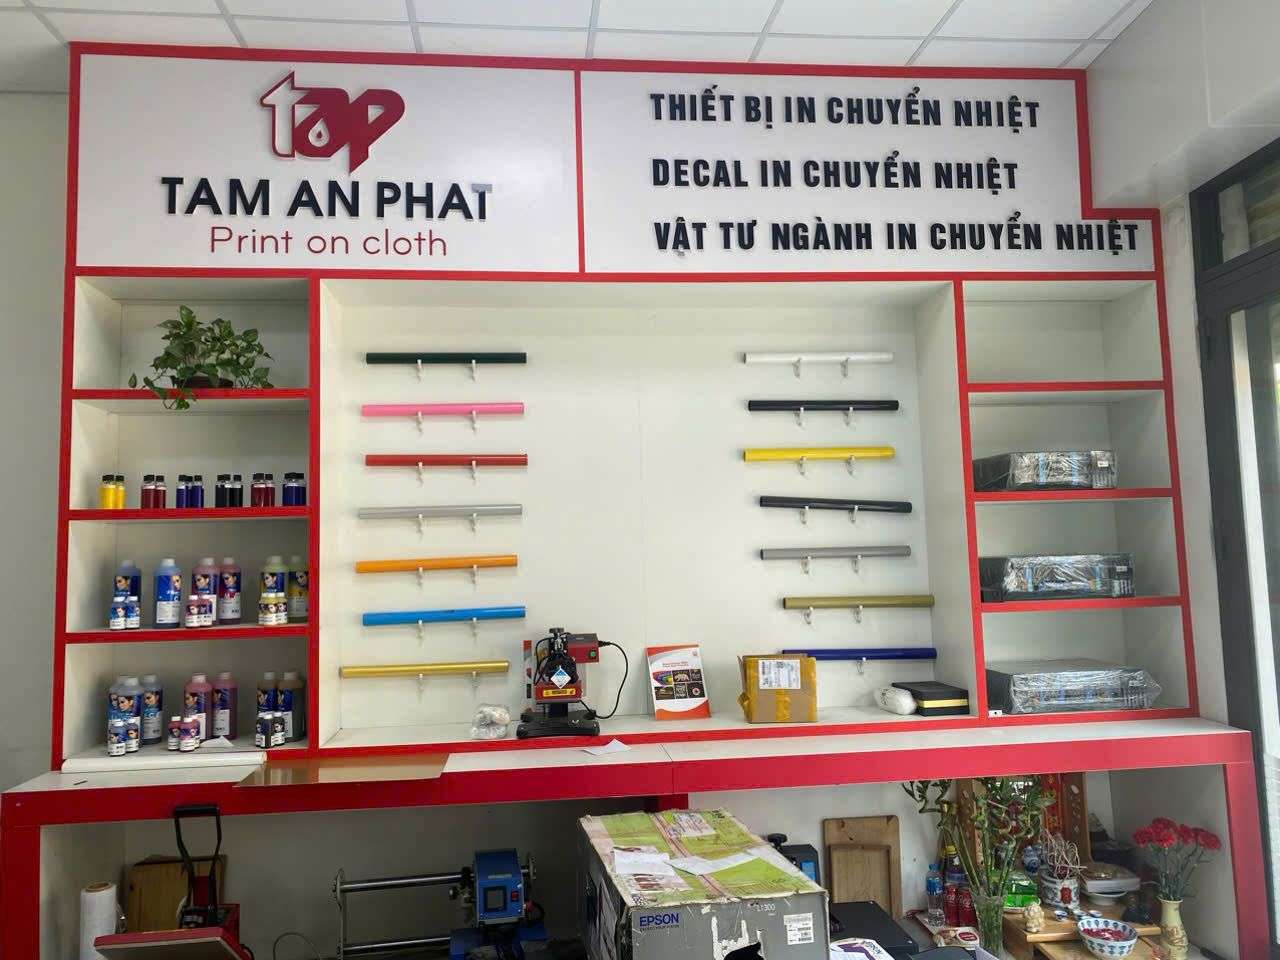 tap
TAM AN PHAT
Print on cloth
THIẾT BỊ IN CHUYỂN NHIỆT
DECAL IN CHUYỂN NHIỆT
VẬT TƯ NGÀNH IN CHUYỂN NHIỆT
EPSON
L1300